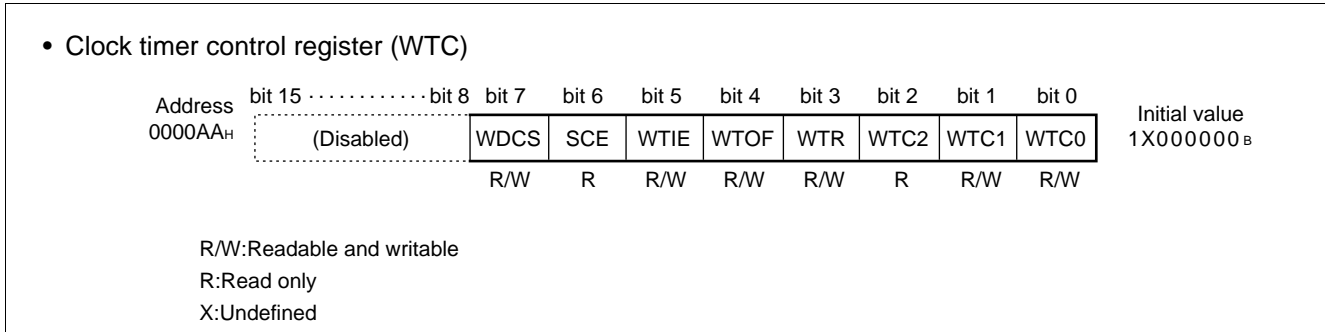 • Clock timer control register (WTC)
Address bit 15 ············ bit 8 bit 7 bit 6 bit 5 bit 4 bit 3 bit 2 bit 1 bit 0 Initial value
0000AAH (Disabled) WDCS SCE WTIE WTOF WTR WTC2 WTC1 WTC0 1X000000 B
R/W R R/W R/W R/W R R/W R/W
R/W:Readable and writable
R:Read only
X:Undefined